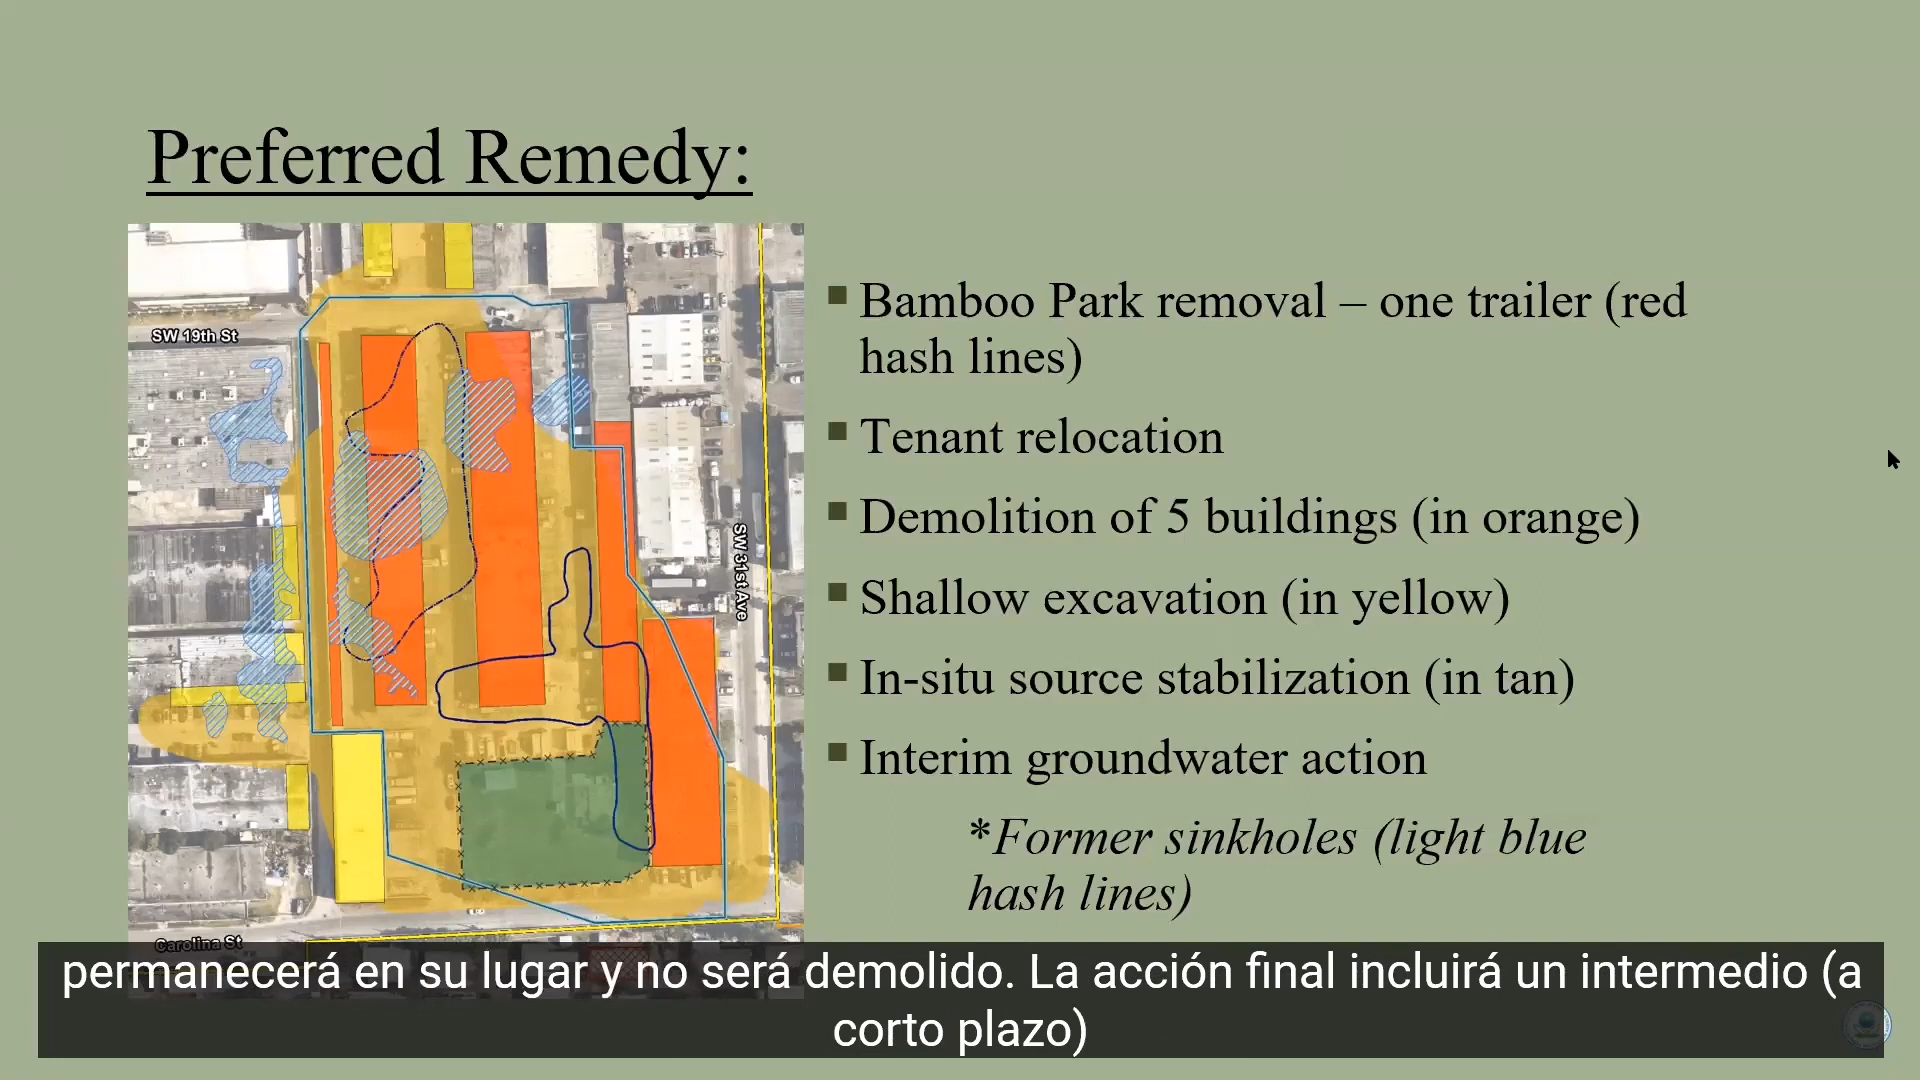 Preferred Remedy:
SW 19th St
SW 31st Ave
Carolina St
Bamboo Park removal – one trailer (red
hash lines)
Tenant relocation
Demolition of 5 buildings (in orange)
Shallow excavation (in yellow)
In-situ source stabilization (in tan)
Interim groundwater action
*Former sinkholes (light blue
hash lines)
permanecerá en su lugar y no será demolido. La acción final incluirá un intermedio (a
corto plazo)